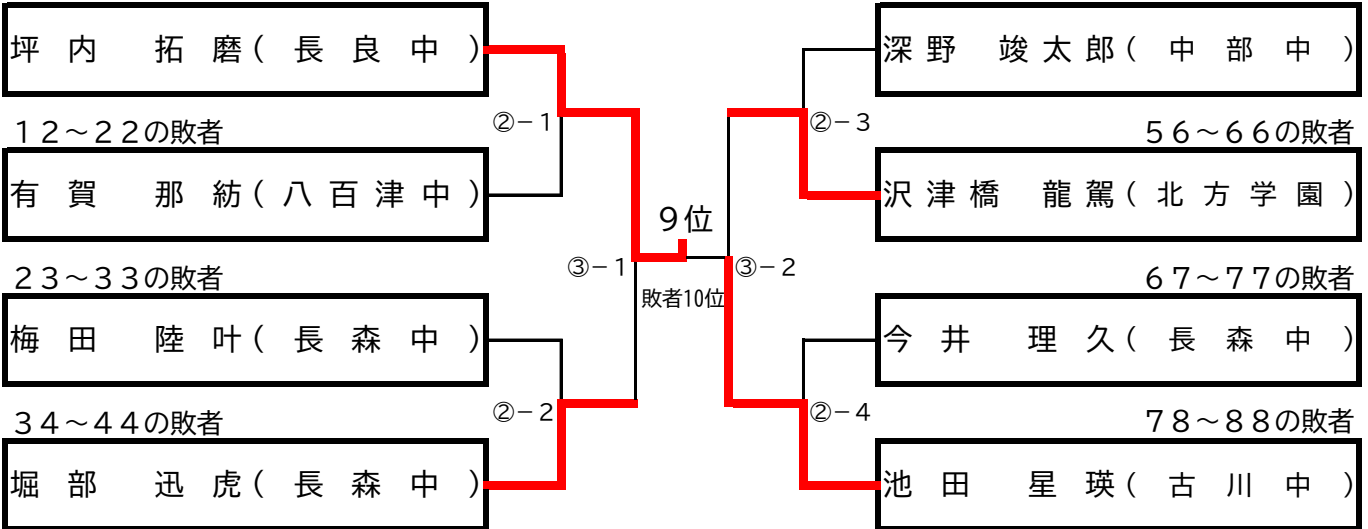 坪内 拓磨(長良中)
深野 竣太郎(中部中)
②-1
②-3
12~22の敗者
56~66の敗者
有賀 那紡(八百津中)
沢津橋 龍駕(北方学園)
9位
③-1
③-2
23~33の敗者
67~77の敗者
敗者10位
梅田 陸叶(長森中)
今井 理久(長森中)
②-2
②-4
34~44の敗者
78~88の敗者
堀部 迅虎(長森中)
池田 星瑛(古川中)